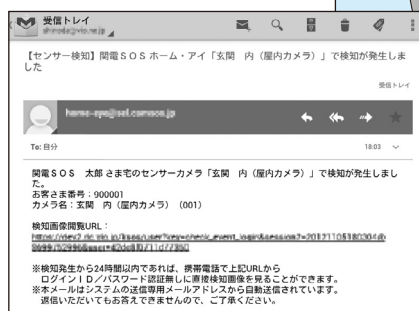 受信トレイ
【センサー検知】関電ＳＯＳ ホーム・アイ「玄関　内（屋内カメラ）」で検知が発生しま
した
受信トレイ
To: 自分
18:03
関電ＳＯＳ　太郎 さま宅のセンサーカメラ「玄関　内（屋内カメラ）」で検知が発生しまし
た。
お客さま番号：900001
カメラ名：玄関　内（屋内カメラ）（001）
検知画像閲覧URL：
※検知発生から24時間以内であれば、携帯電話で上記URLから
ログインＩＤ／パスワード認証無しに直接検知画像を見ることができます。
※本メールはシステムの送信専用メールアドレスから自動送信されています。
返信いただいてもお答えできませんので、ご了承ください。